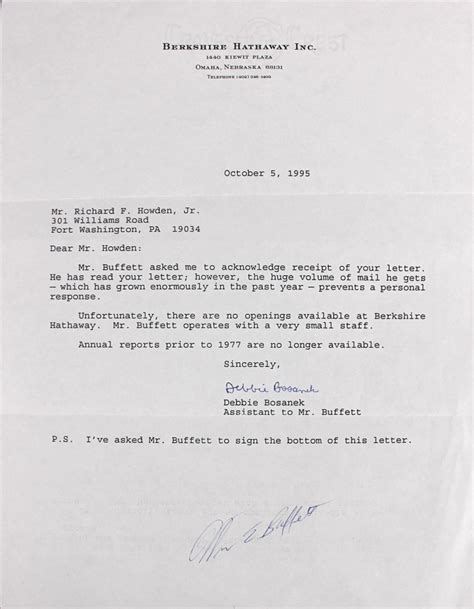 BERKSHIRE HATHAWAY INC.
1440 KIEWIT PLAZA
OMAHA, NEBRASKA 68131
TELEPHONE (402) 346-1400
October 5, 1995
Mr. Richard F. Howden, Jr.
301 Williams Road
Fort Washington, PA 19034
Dear Mr. Howden:
Mr. Buffett asked me to acknowledge receipt of your letter.
He has read your letter; however, the huge volume of mail he gets
— which has grown enormously in the past year — prevents a personal
response.
Unfortunately, there are no openings available at Berkshire
Hathaway. Mr. Buffett operates with a very small staff.
Annual reports prior to 1977 are no longer available.
Sincerely,
Debbie Bosanek
Debbie Bosanek
Assistant to Mr. Buffett
P.S. I've asked Mr. Buffett to sign the bottom of this letter.
E. Buffett